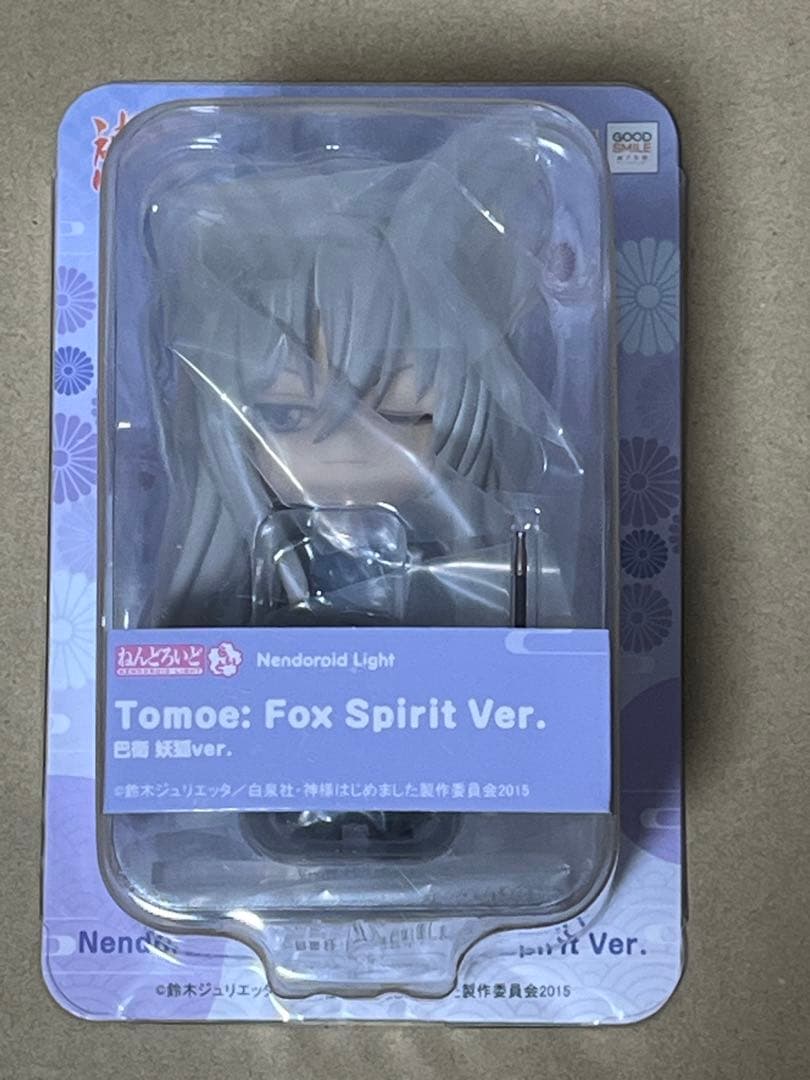 GOOD
SMILE
ねんどろいど
NENDOROID LIGHT
Nendoroid Light
Tomoe: Fox Spirit Ver.
巴衛 妖狐ver.
©鈴木ジュリエッタ／白泉社・神様はじめました製作委員会2015
Ver.
©鈴木ジュリエッ
製作委員会2015